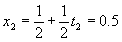 x₂ = 1/2 + 1/2 t₂ = 0.5